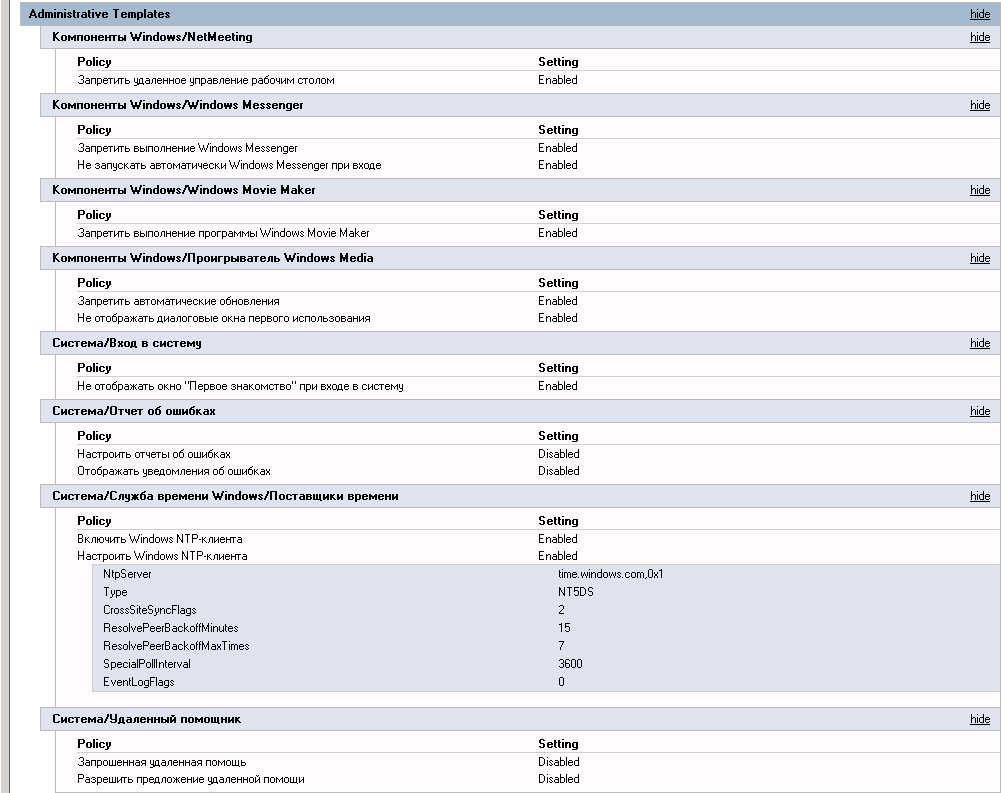 Administrative Templates hide
Компоненты Windows/NetMeeting hide
Policy Setting
Запретить удаленное управление рабочим столом Enabled
Компоненты Windows/Windows Messenger hide
Policy Setting
Запретить выполнение Windows Messenger Enabled
Не запускать автоматически Windows Messenger при входе Enabled
Компоненты Windows/Windows Movie Maker hide
Policy Setting
Запретить выполнение программы Windows Movie Maker Enabled
Компоненты Windows/Проигрыватель Windows Media hide
Policy Setting
Запретить автоматические обновления Enabled
Не отображать диалоговые окна первого использования Enabled
Система/Вход в систему hide
Policy Setting
Не отображать окно "Первое знакомство" при входе в систему Enabled
Система/Отчет об ошибках hide
Policy Setting
Настроить отчеты об ошибках Disabled
Отображать уведомления об ошибках Disabled
Система/Служба времени Windows/Поставщики времени hide
Policy Setting
Включить Windows NTP-клиента Enabled
Настроить Windows NTP-клиента Enabled
NtpServer time.windows.com,0x1
Type NT5DS
CrossSiteSyncFlags 2
ResolvePeerBackoffMinutes 15
ResolvePeerBackoffMaxTimes 7
SpecialPollInterval 3600
EventLogFlags 0
Система/Удаленный помощник hide
Policy Setting
Запрошенная удаленная помощь Disabled
Разрешить предложение удаленной помощи Disabled